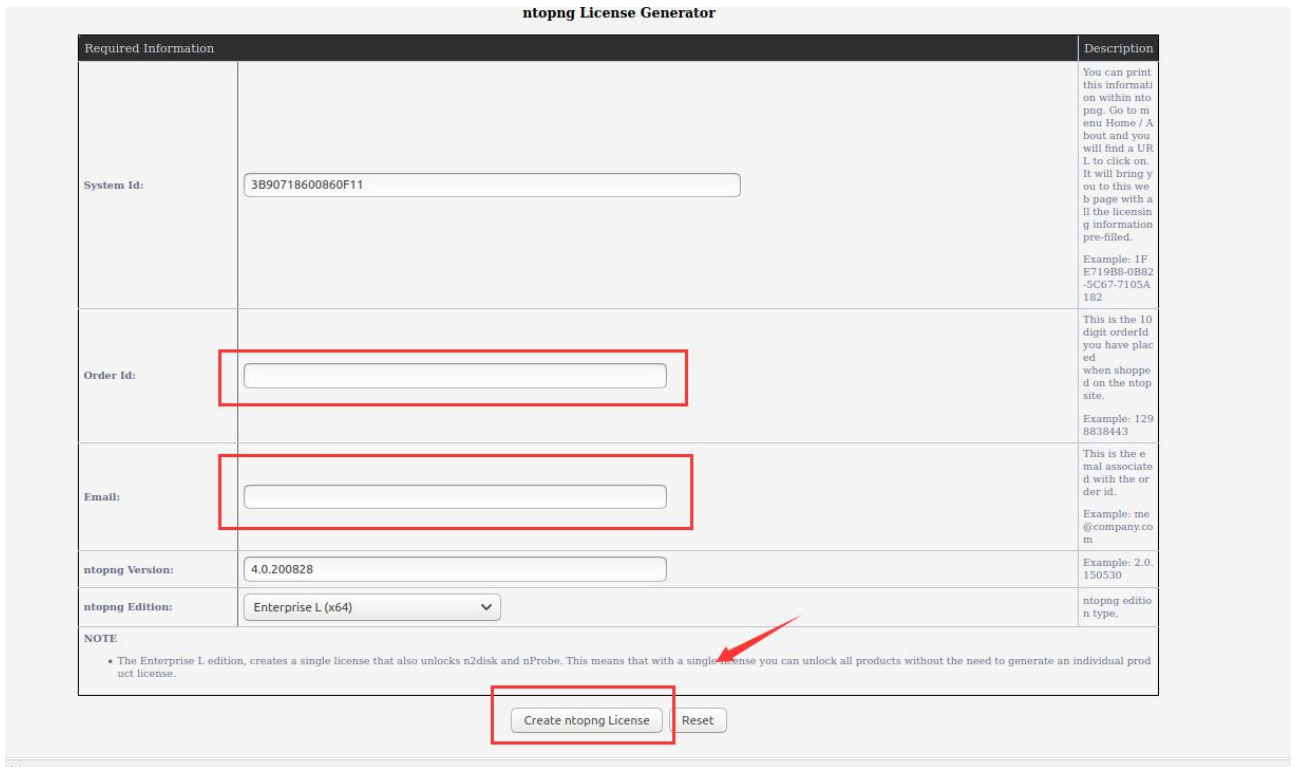 ntopng License Generator
Required Information
Description
System Id:
3B90718600860F11
You can print
this informati
on within nto
png. Go to m
enu Home / A
bout and you
will find a UR
L to click on.
It will bring y
ou to this we
b page with a
ll the licensin
g information
pre-filled.
Example: 1F
E719B8-0B82
-5C67-7105A
182
Order Id:
This is the 10
digit orderId
you have plac
ed
when shoppe
d on the ntop
site.
Example: 129
8838443
Email:
This is the e
mal associate
d with the or
der id.
Example: me
@company.co
m
ntopng Version:
4.0.200828
Example: 2.0.
150530
ntopng Edition:
Enterprise L (x64)
ntopng editio
n type,
NOTE
• The Enterprise L edition, creates a single license that also unlocks n2disk and nProbe. This means that with a single license you can unlock all products without the need to generate an individual prod
uct license.
Create ntopng License
Reset